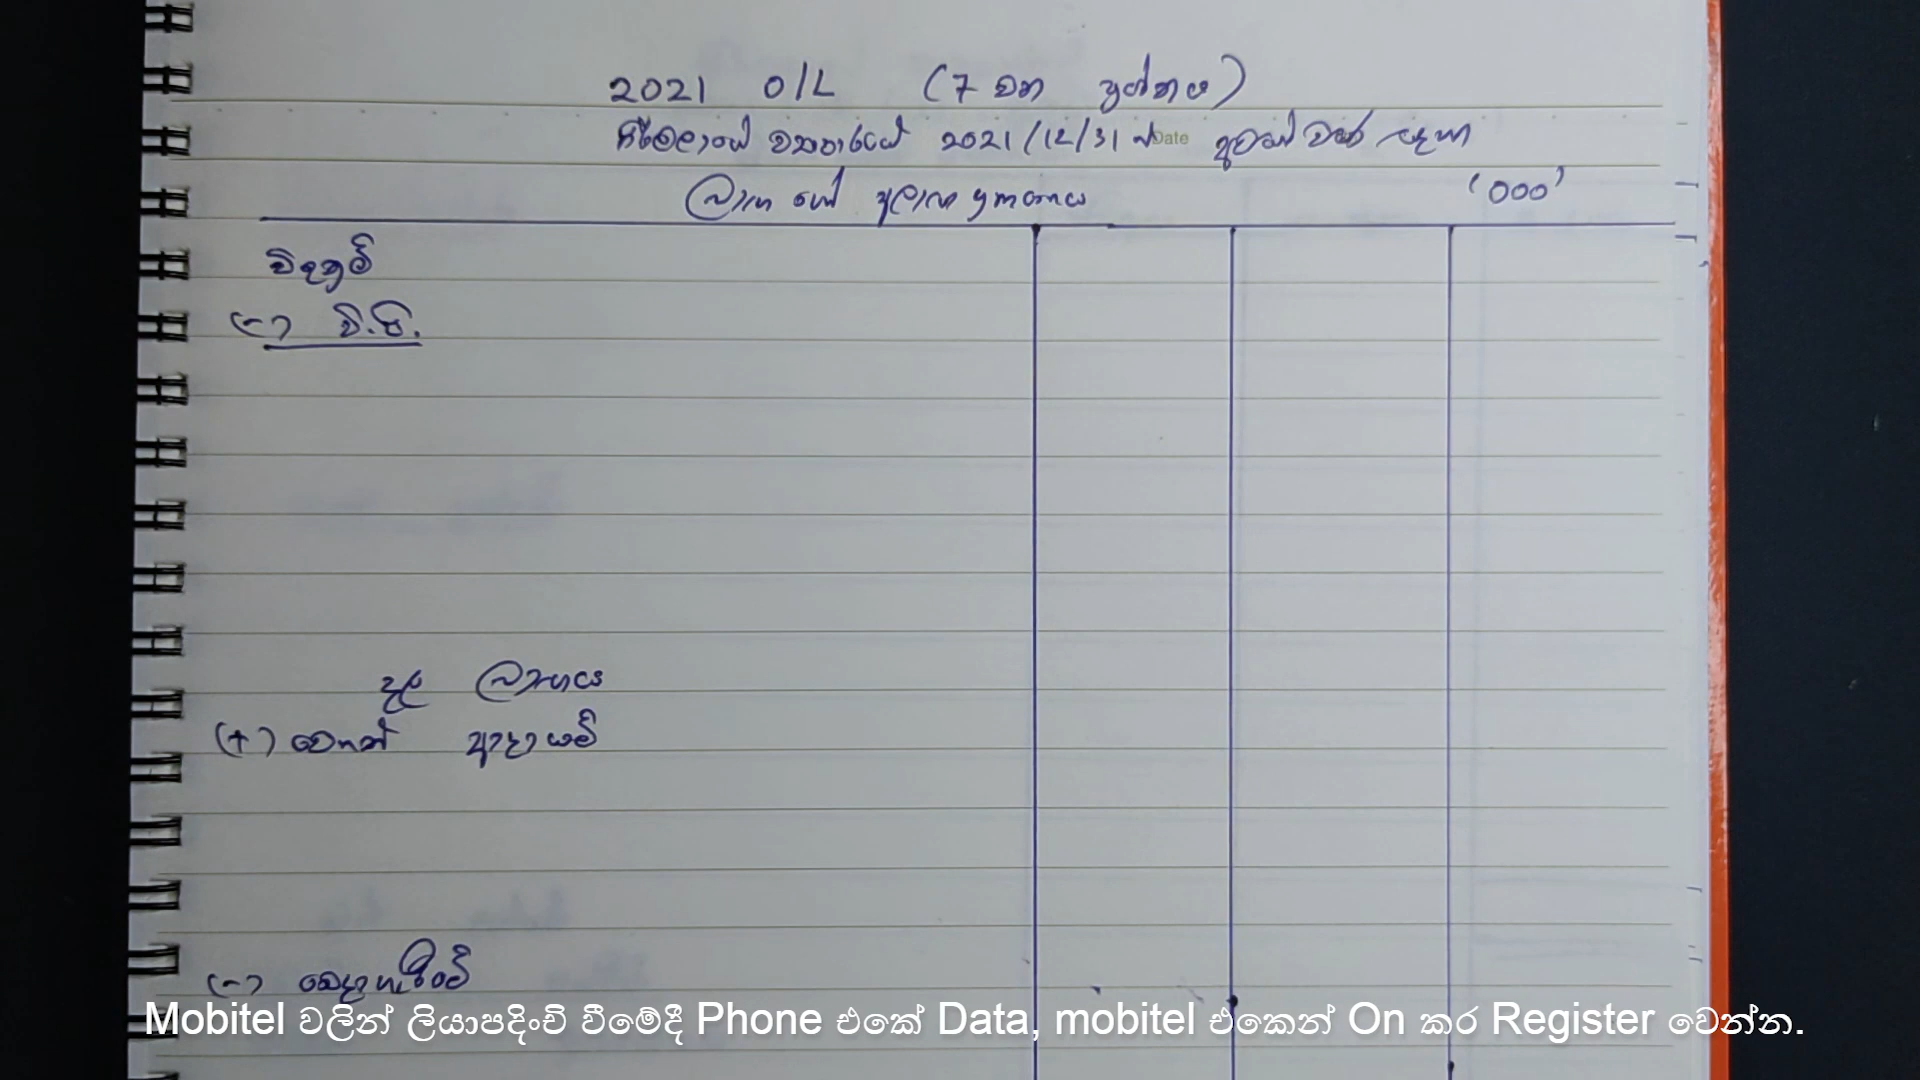 2021 O/L (7 වන ප්‍රශ්නය)
නිර්මලාගේ ව්‍යාපාරයේ 2021/12/31 න් Date අවසන් වර්ෂය සඳහා
ලාභ හෝ අලාභ ප්‍රකාශය '000'
විකුණුම්
(-) වි.පි.
දළ ලාභය
(+) වෙනත් ආදායම්
(-) බෙදාහැරීමේ
Mobitel වලින් ලියාපදිංචි වීමේදී Phone එකේ Data, mobitel එකෙන් On කර Register වෙන්න.